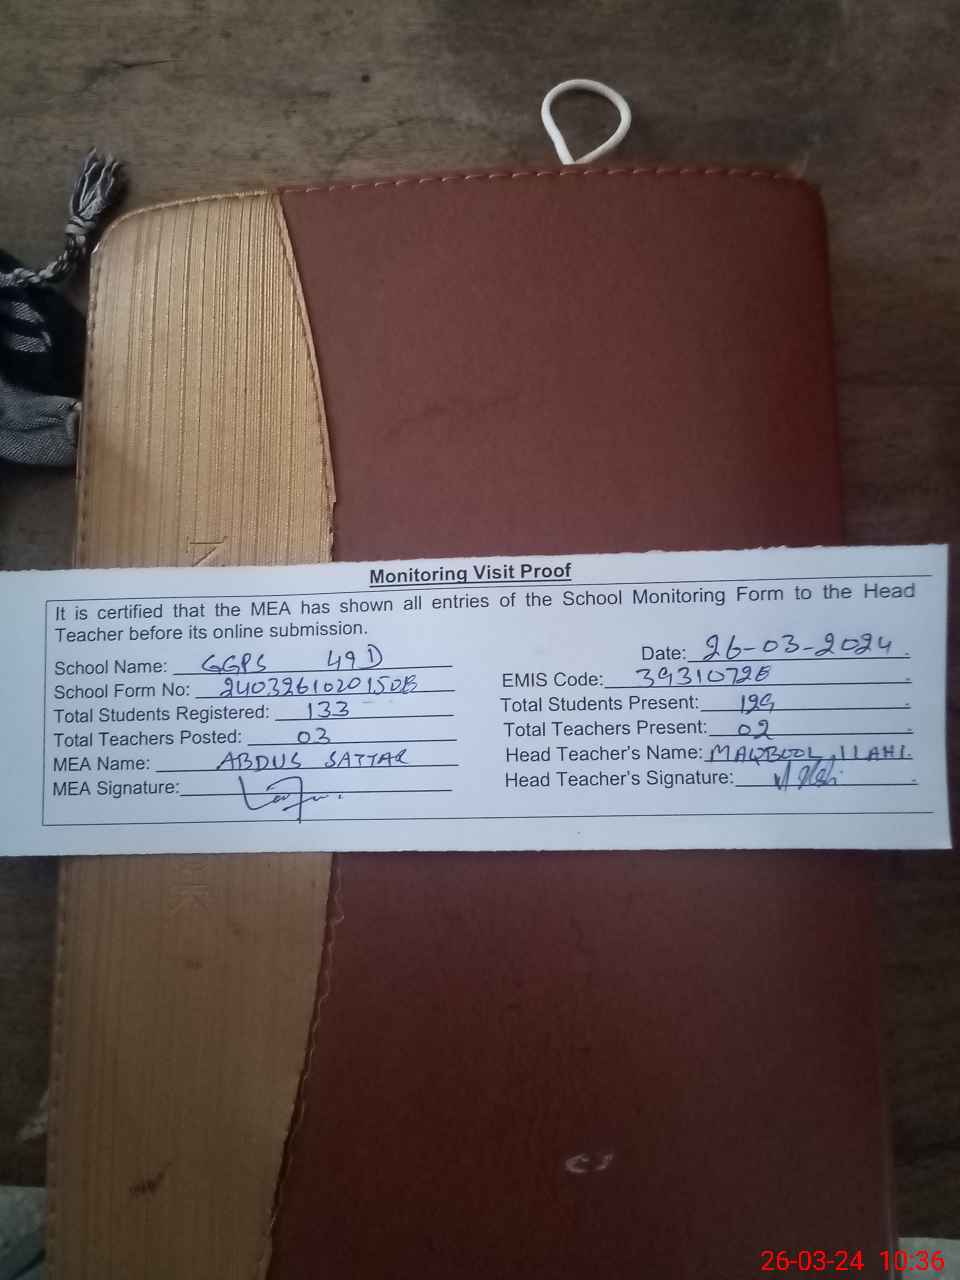 Monitoring Visit Proof
It is certified that the MEA has shown all entries of the School Monitoring Form to the Head
Teacher before its online submission.
Date: 26-03-2024
School Name: GGPS 49D
EMIS Code: 39310726
School Form No:
Total Students Present: 129
Total Students Registered: 133
Total Teachers Present: 02
Total Teachers Posted: 03
Head Teacher's Name: MAQBOOL ILAHI.
MEA Name: ABDUS SATTAR
Head Teacher's Signature:
MEA Signature:
26-03-24 10:36